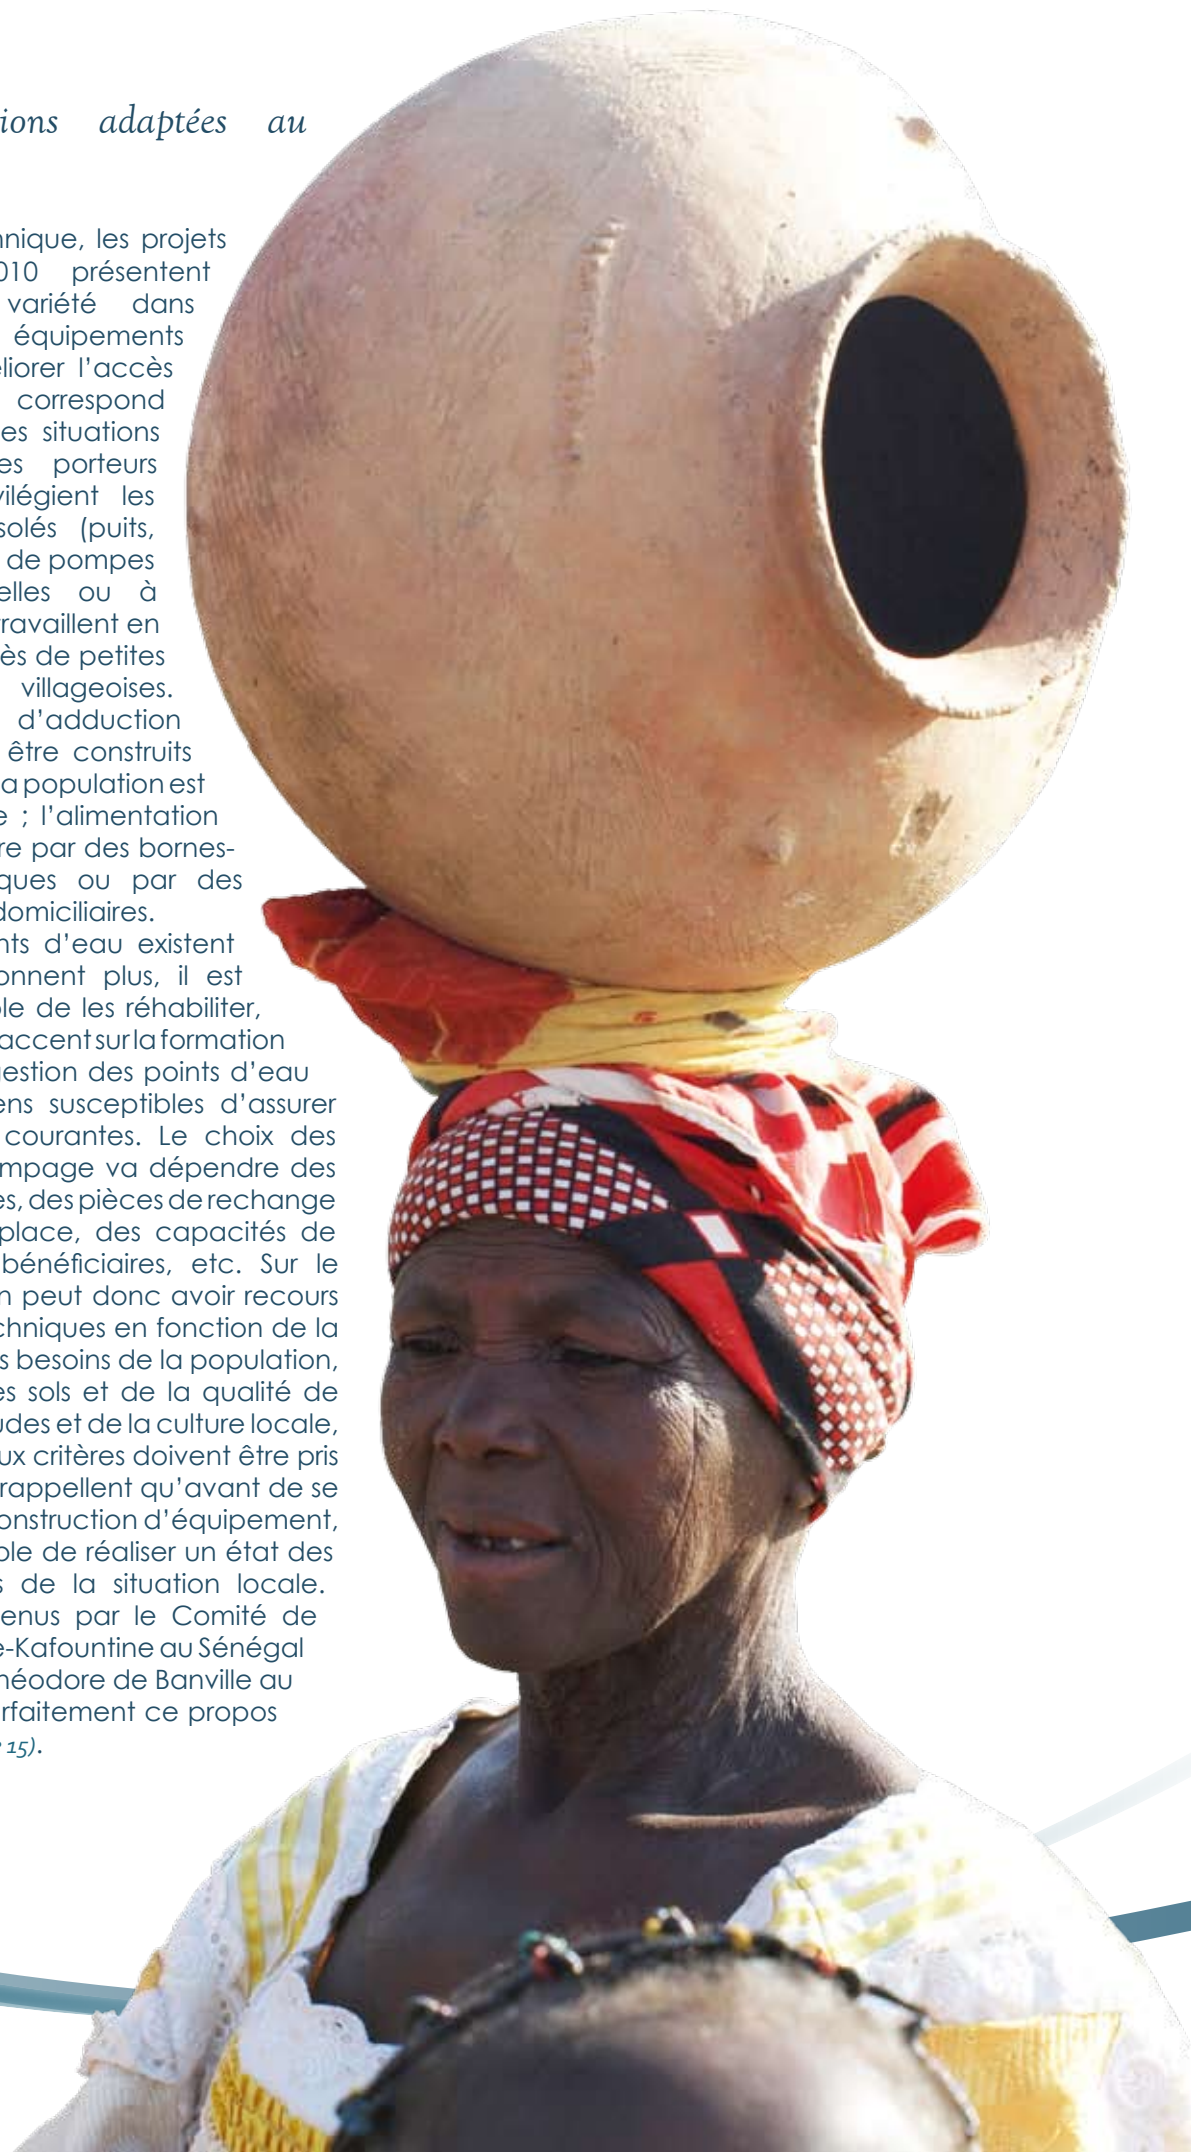 ions adaptées au
nnique, les projets
010 présentent
variété dans
équipements
éliorer l’accès
correspond
es situations
es porteurs
vilégient les
solés (puits,
de pompes
elles ou à
travaillent en
ès de petites
villageoises.
d’adduction
être construits
la population est
e ; l’alimentation
re par des bornes-
ques ou par des
domiciliaires.
nts d’eau existent
onnent plus, il est
ble de les réhabiliter,
accent sur la formation
gestion des points d’eau
ens susceptibles d’assurer
courantes. Le choix des
mpage va dépendre des
es, des pièces de rechange
place, des capacités de
bénéficiaires, etc. Sur le
n peut donc avoir recours
chniques en fonction de la
s besoins de la population,
es sols et de la qualité de
udes et de la culture locale,
ux critères doivent être pris
rappellent qu’avant de se
onstruction d’équipement,
ble de réaliser un état des
s de la situation locale.
enus par le Comité de
e-Kafountine au Sénégal
héodore de Banville au
rfaitement ce propos
e 15).